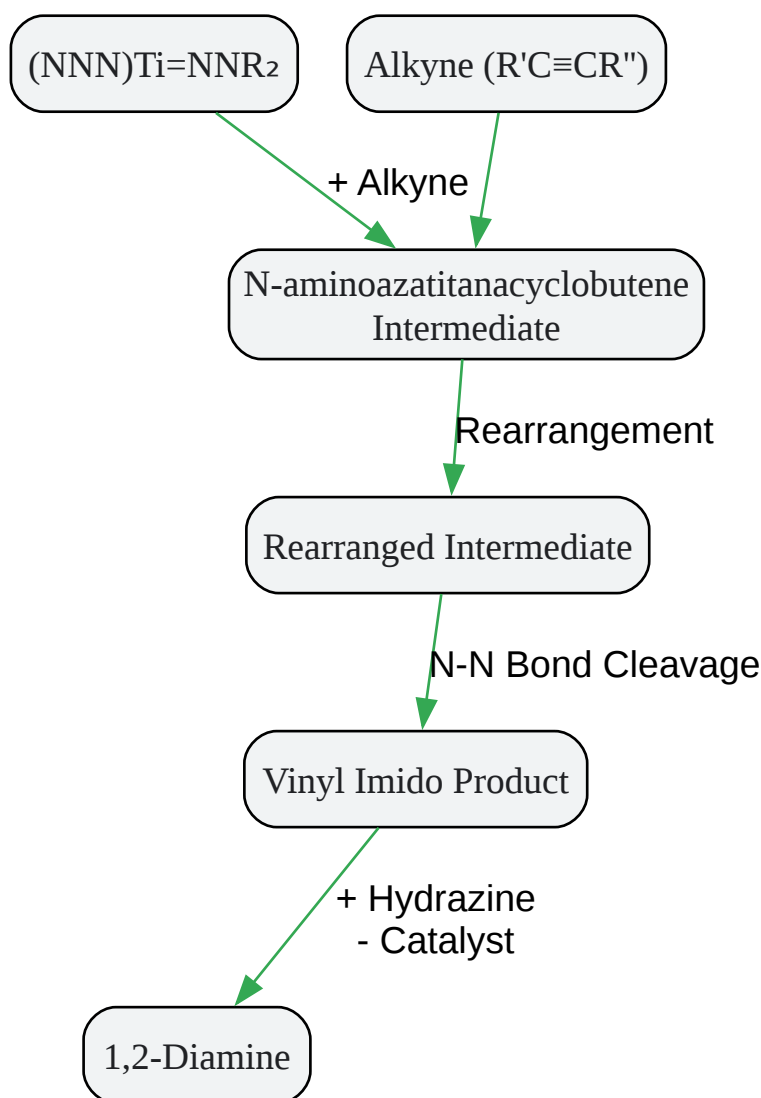 (NNN)Ti=NNR₂
Alkyne (R'C≡CR")
+ Alkyne
N-aminoazatitanacyclobutene
Intermediate
Rearrangement
Rearranged Intermediate
N-N Bond Cleavage
Vinyl Imido Product
+ Hydrazine
- Catalyst
1,2-Diamine